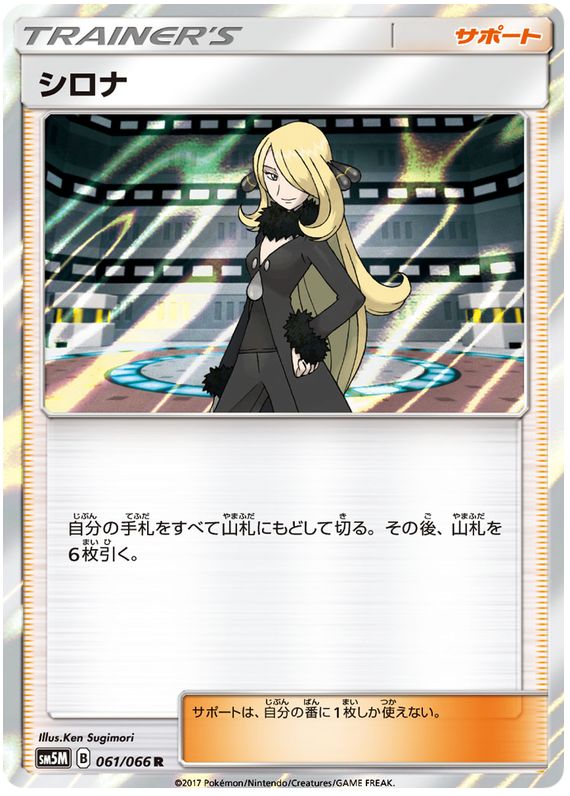 TRAINER'S
サポート
シロナ
自分の手札をすべて山札にもどして切る。その後、山札を
6枚引く。
サポートは、自分の番に1枚しか使えない。
Illus.Ken Sugimori
SM5M B 061/066 R
©2017 Pokémon/Nintendo/Creatures/GAME FREAK.